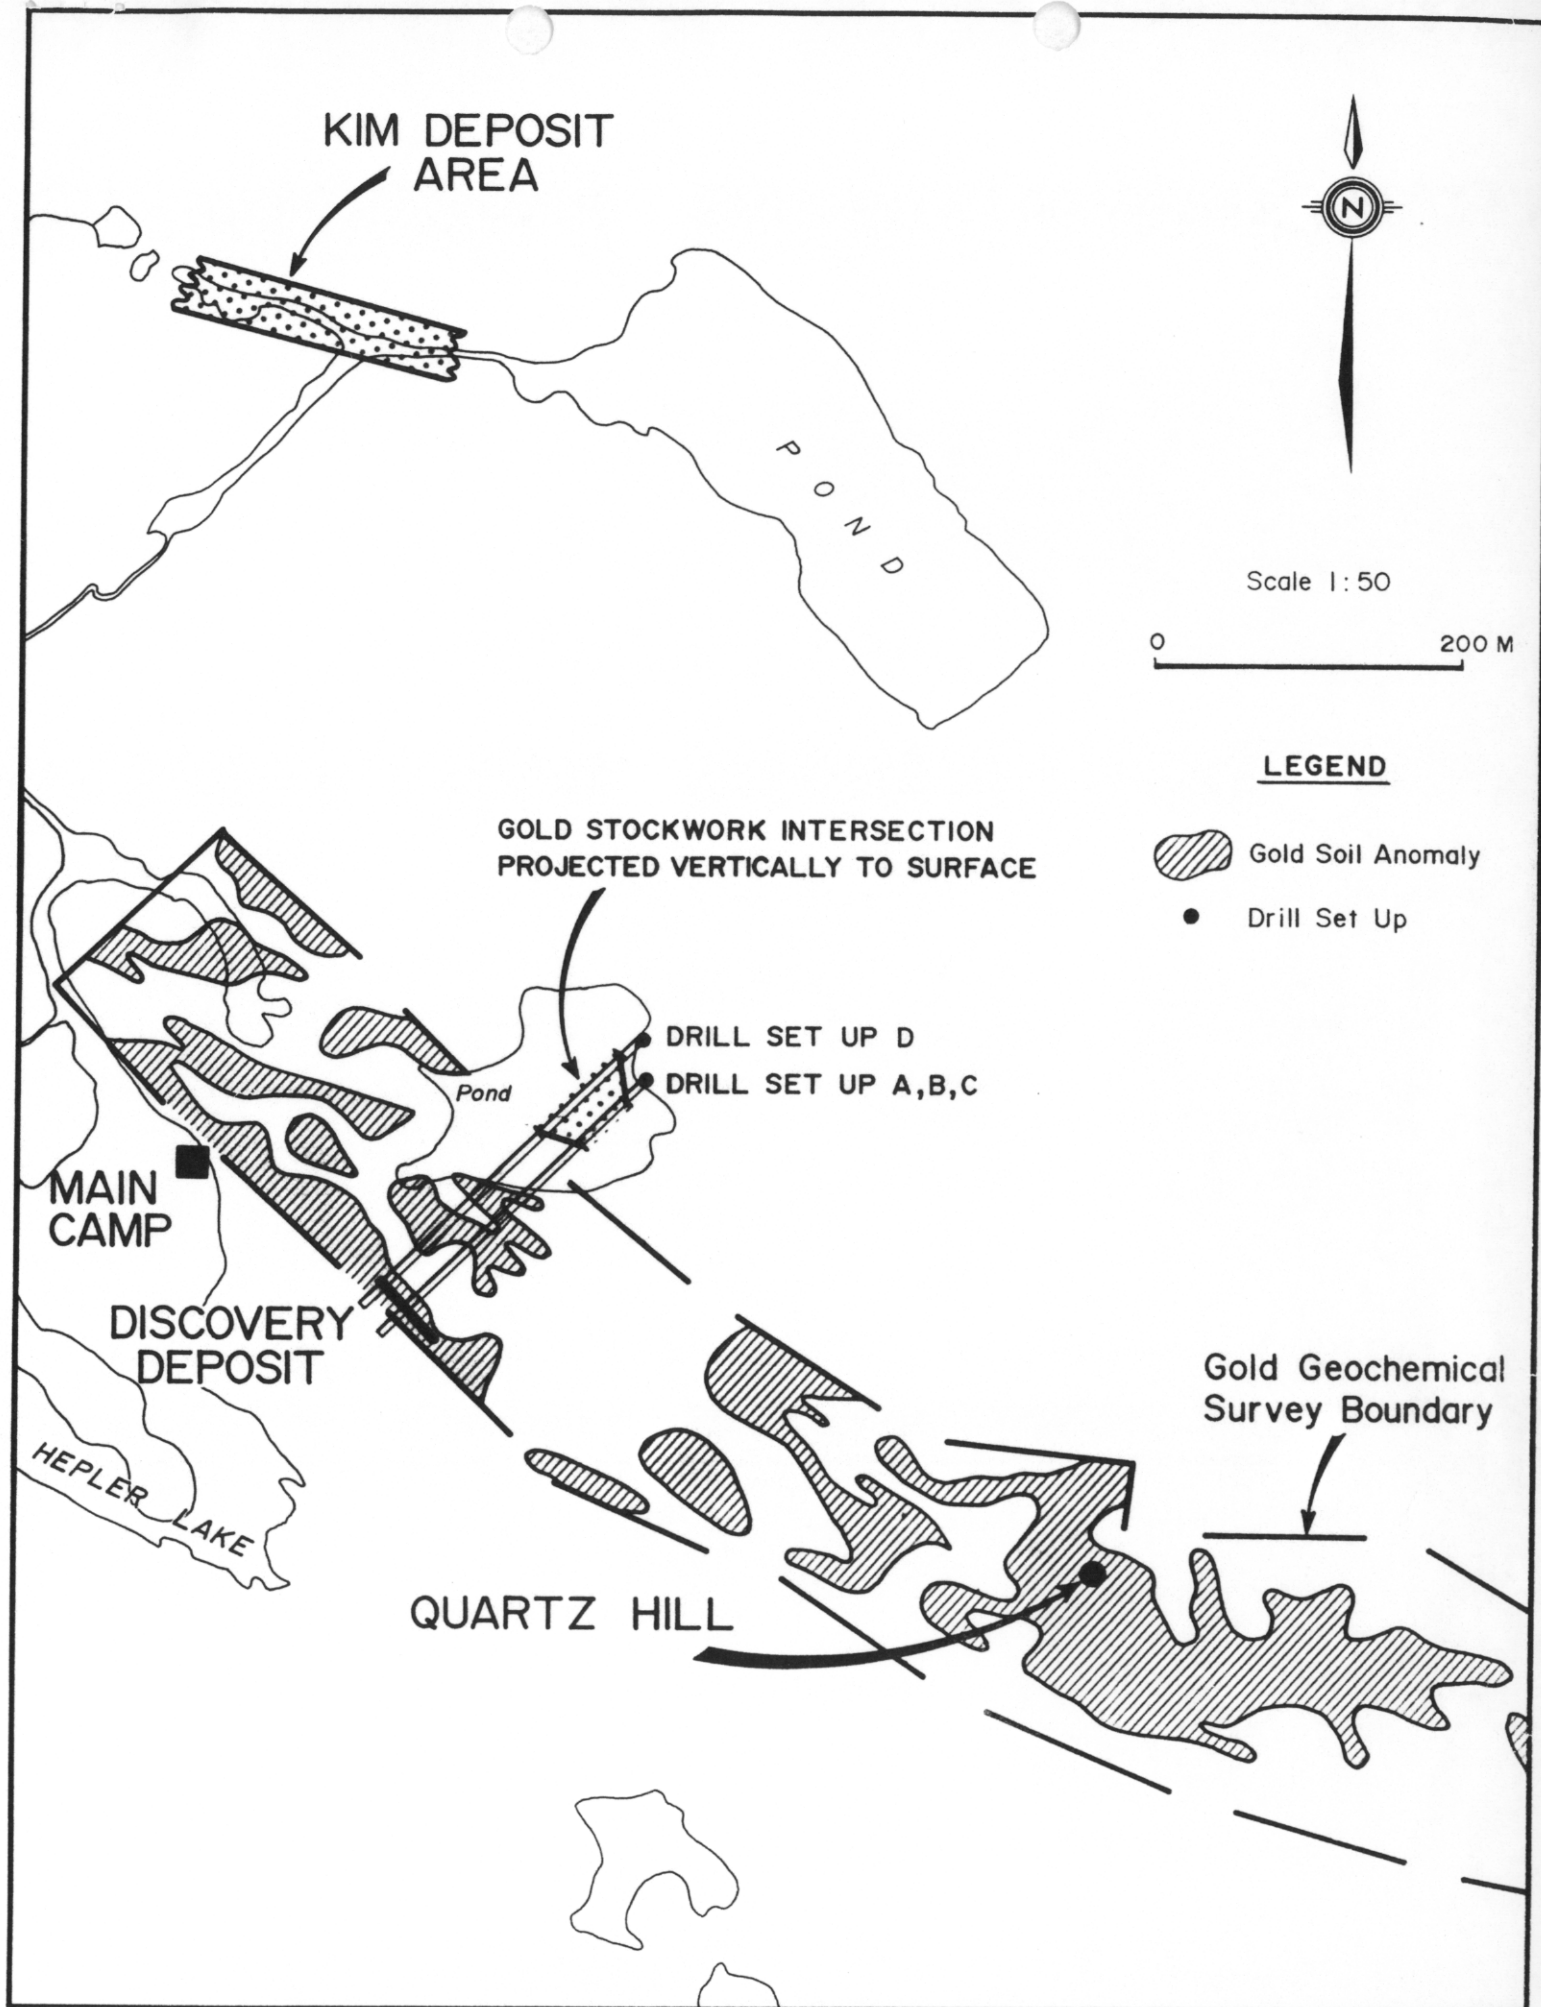 KIM DEPOSIT
AREA
N
POND
Scale 1:50
0 200 M
LEGEND
Gold Soil Anomaly
Drill Set Up
GOLD STOCKWORK INTERSECTION
PROJECTED VERTICALLY TO SURFACE
DRILL SET UP D
DRILL SET UP A,B,C
Pond
MAIN
CAMP
DISCOVERY
DEPOSIT
HEPLER LAKE
Gold Geochemical
Survey Boundary
QUARTZ HILL